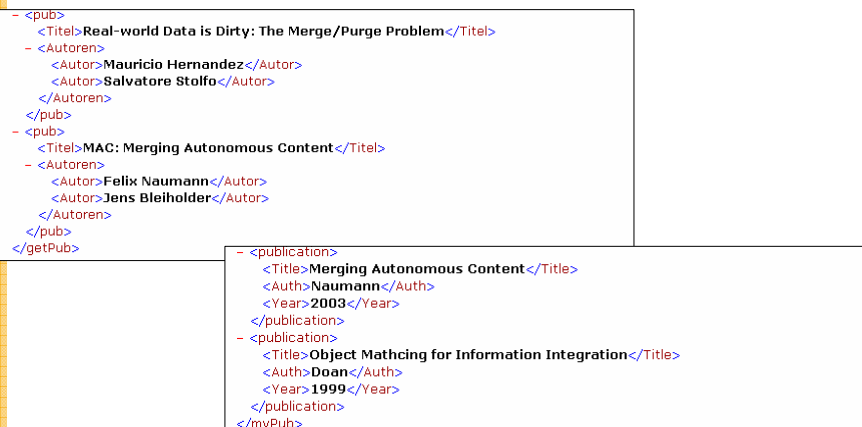 − <pub>
<Titel>Real-world Data is Dirty: The Merge/Purge Problem</Titel>
− <Autoren>
<Autor>Mauricio Hernandez</Autor>
<Autor>Salvatore Stolfo</Autor>
</Autoren>
</pub>
− <pub>
<Titel>MAC: Merging Autonomous Content</Titel>
− <Autoren>
<Autor>Felix Naumann</Autor>
<Autor>Jens Bleiholder</Autor>
</Autoren>
</pub>
</getPub>
− <publication>
<Title>Merging Autonomous Content</Title>
<Auth>Naumann</Auth>
<Year>2003</Year>
</publication>
− <publication>
<Title>Object Mathcing for Information Integration</Title>
<Auth>Doan</Auth>
<Year>1999</Year>
</publication>
</myPub>